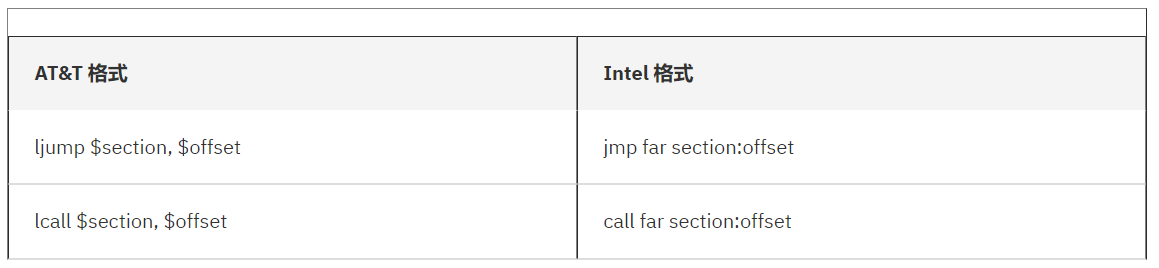 AT&T 格式 Intel 格式
ljump $section, $offset jmp far section:offset
lcall $section, $offset call far section:offset